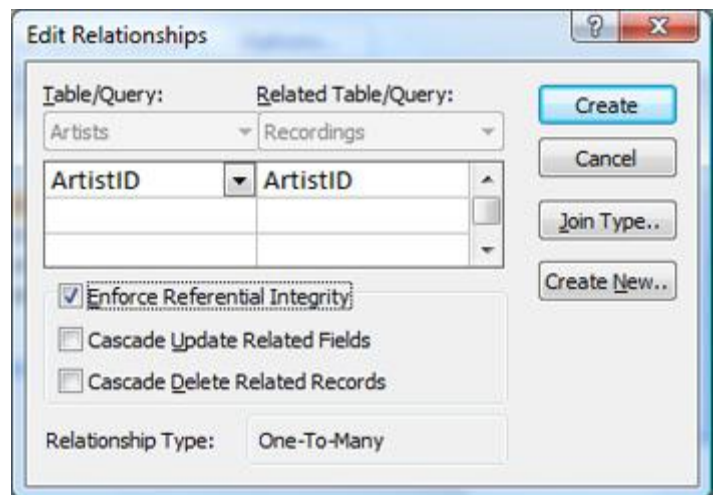 Edit Relationships
Table/Query: Related Table/Query:
Artists Recordings
Create
ArtistID ArtistID
Cancel
Join Type..
Create New..
Enforce Referential Integrity
Cascade Update Related Fields
Cascade Delete Related Records
Relationship Type: One-To-Many